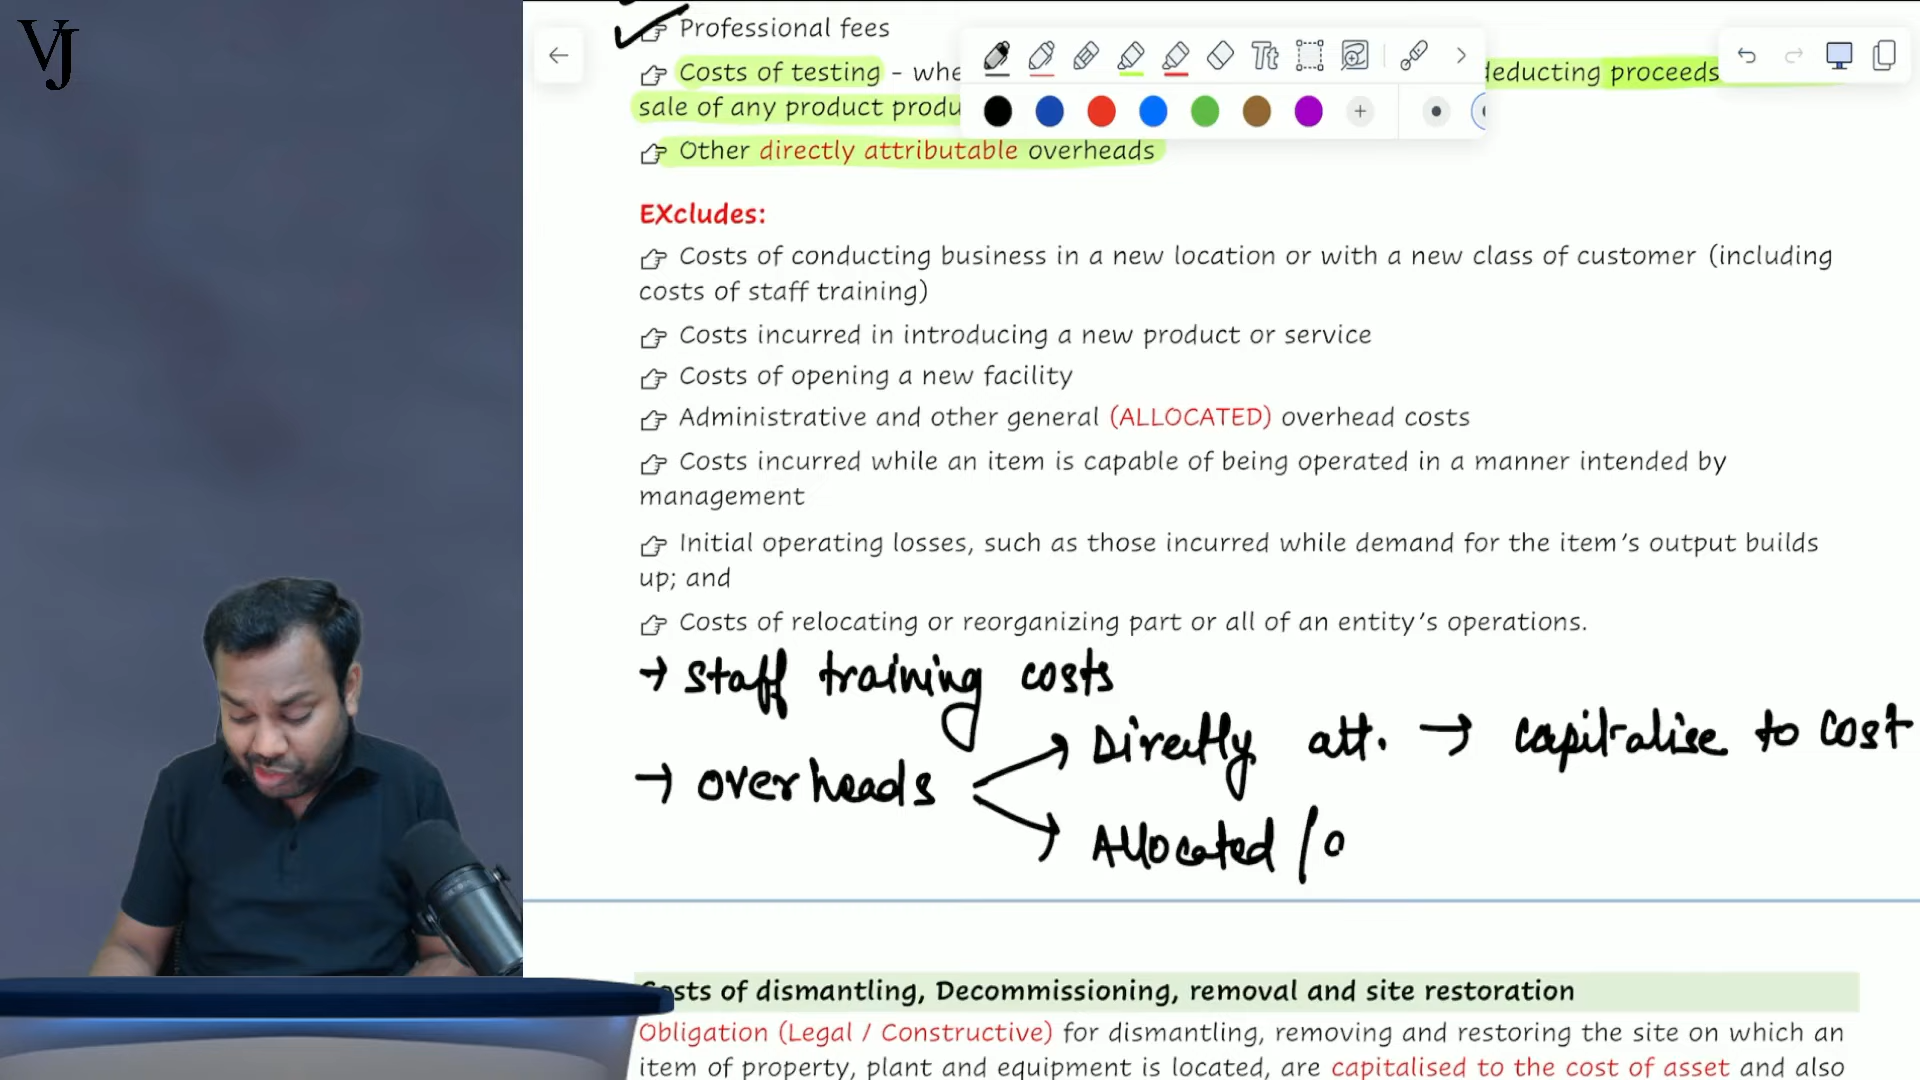 VJ
Professional fees
Costs of testing - whe
deducting proceeds
sale of any product produ
Tt
Other directly attributable overheads
EXcludes:
Costs of conducting business in a new location or with a new class of customer (including
costs of staff training)
Costs incurred in introducing a new product or service
Costs of opening a new facility
Administrative and other general (ALLOCATED) overhead costs
Costs incurred while an item is capable of being operated in a manner intended by
management
Initial operating losses, such as those incurred while demand for the item's output builds
up; and
Costs of relocating or reorganizing part or all of an entity's operations.
→ staff training costs
→ overheads
Directly att. → capitalise to cost
Allocated / o
Costs of dismantling, Decommissioning, removal and site restoration
Obligation (Legal / Constructive) for dismantling, removing and restoring the site on which an
item of property, plant and equipment is located, are capitalised to the cost of asset and also